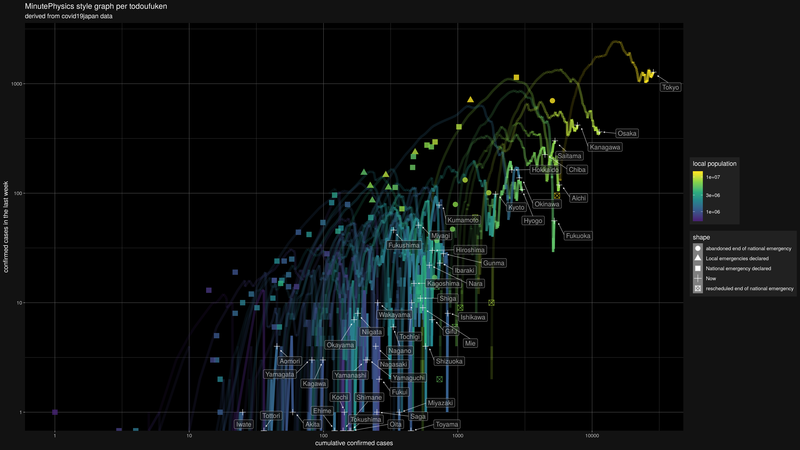 MinutePhysics style graph per todoufuken
derived from covid19japan data
confirmed cases in the last week
1000
100
10
1
Tokyo
Osaka
Kanagawa
Saitama
Hokkaido
Chiba
Aichi
Okinawa
Kyoto
Hyogo
Kumamoto
Miyagi
Fukuoka
Fukushima
Hiroshima
Gunma
Ibaraki
Kagoshima
Nara
Shiga
Wakayama
Ishikawa
Niigata
Gifu
Tochigi
Okayama
Mie
Nagano
Aomori
Shizuoka
Nagasaki
Yamagata
Yamanashi
Yamaguchi
Kagawa
Fukui
Kochi
Shimane
Miyazaki
Ehime
Tottori
Saga
Tokushima
Iwate
Akita
Oita
Toyama
1
10
100
1000
10000
cumulative confirmed cases
local population
1e+07
3e+06
1e+06
shape
abandoned end of national emergency
Local emergencies declared
National emergency declared
Now
rescheduled end of national emergency